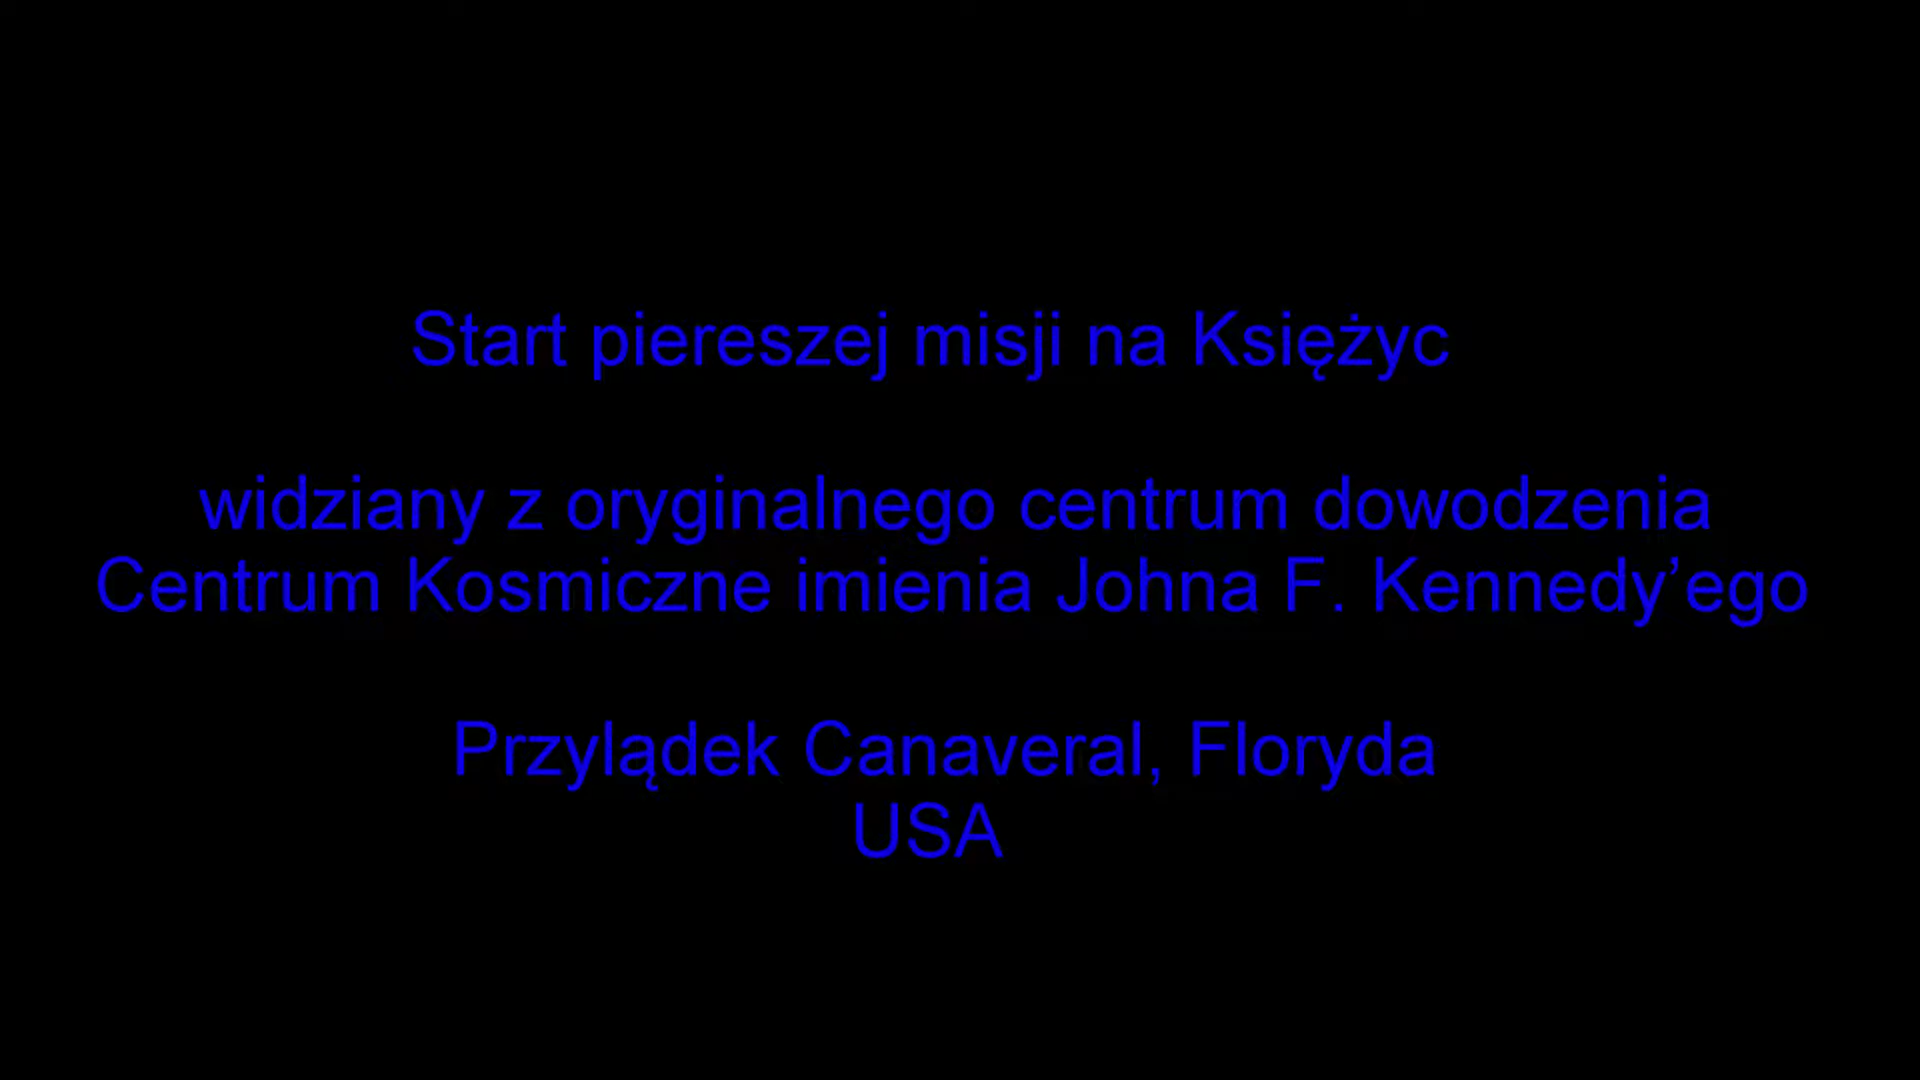 Start piereszej misji na Księżyc
widziany z oryginalnego centrum dowodzenia
Centrum Kosmiczne imienia Johna F. Kennedy’ego
Przylądek Canaveral, Floryda
USA